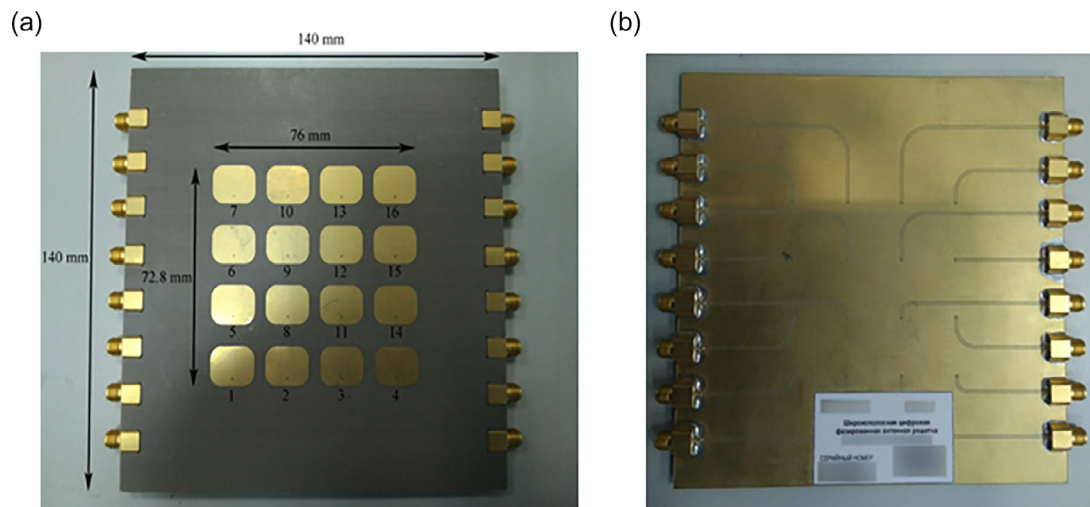 (a)
(b)
140 mm
76 mm
7 10 13 16
140 mm
72.8 mm
6 9 12 15
5 8 11 14
1 2 3 4
Широкополосная цифровая
фазированная антенная решетка
СЕРИЙНЫЙ НОМЕР